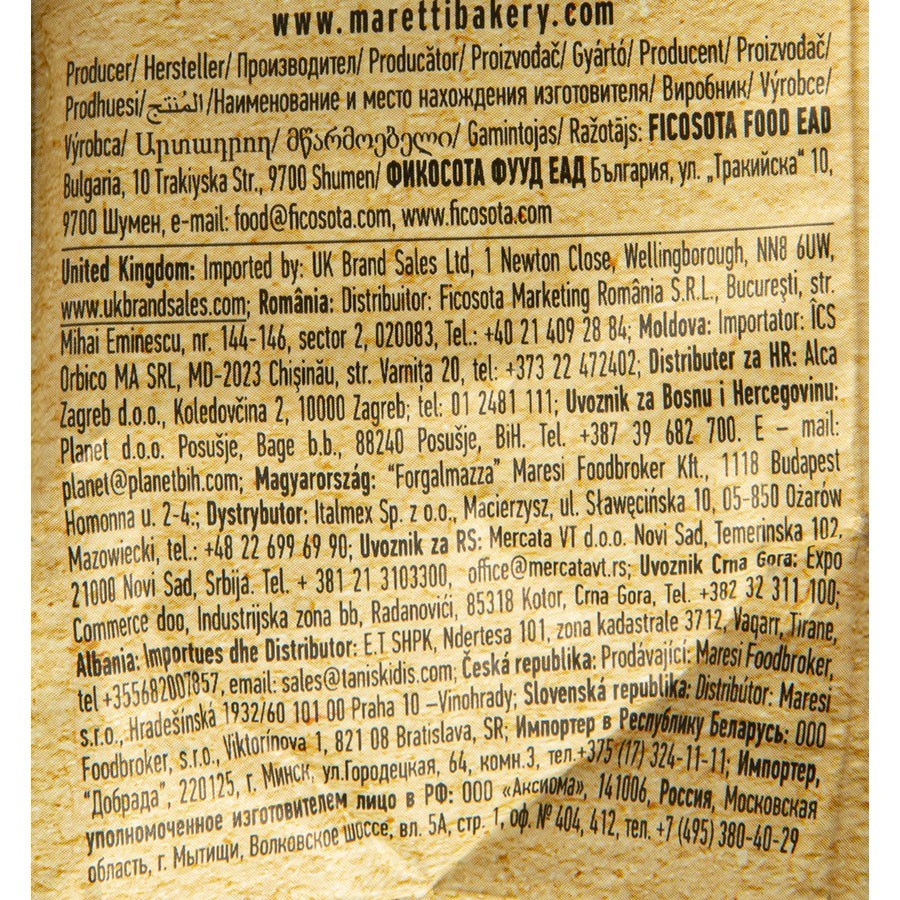 www.marettibakery.com
Producer/ Hersteller/ Производител/ Producător/ Proizvođač/ Gyártó/ Producent/ Proizvođač/
Prodhuesi/المُنتج/Наименование и место нахождения изготовителя/ Виробник/ Výrobce/
Výrobca/ Արտադրող/ მწარმოებელი/ Gamintojas/ Ražotājs: FICOSOTA FOOD EAD
Bulgaria, 10 Trakiyska Str., 9700 Shumen/ ФИКОСОТА ФУУД ЕАД България, ул. „Тракийска“ 10,
9700 Шумен, e-mail: food@ficosota.com, www.ficosota.com
United Kingdom: Imported by: UK Brand Sales Ltd, 1 Newton Close, Wellingborough, NN8 6UW,
www.ukbrandsales.com; România: Distribuitor: Ficosota Marketing România S.R.L., Bucureşti, str.
Mihai Eminescu, nr. 144-146, sector 2, 020083, Tel.: +40 21 409 28 84; Moldova: Importator: ÎCS
Orbico MA SRL, MD-2023 Chişinău, str. Varniţa 20, tel: +373 22 472402; Distributer za HR: Alca
Zagreb d.o.o., Koledovčina 2, 10000 Zagreb; tel: 01 2481 111; Uvoznik za Bosnu i Hercegovinu:
Planet d.o.o. Posušje, Bage b.b., 88240 Posušje, BiH. Tel. +387 39 682 700. E – mail:
planet@planetbih.com; Magyarország: “Forgalmazza” Maresi Foodbroker Kft., 1118 Budapest
Homonna u. 2-4.; Dystrybutor: Italmex Sp. z o.o., Macierzysz, ul. Sławęcińska 10, 05-850 Ożarów
Mazowiecki, tel.: +48 22 699 69 90; Uvoznik za RS: Mercata VT d.o.o. Novi Sad, Temerinska 102.
21000 Novi Sad, Srbija. Tel. + 381 21 3103300, office@mercatavt.rs; Uvoznik Crna Gora: Expo
Commerce doo, Industrijska zona bb, Radanovići, 85318 Kotor, Crna Gora, Tel. +382 32 311 100;
Albania: Importues dhe Distributor: E.T SHPK, Ndertesa 101, zona kadastrale 3712, Vaqarr, Tirane,
tel +355682007857, email: sales@taniskidis.com; Česká republika: Prodávající: Maresi Foodbroker,
s.r.o., Hradešínská 1932/60 101 00 Praha 10 –Vinohrady; Slovenská republika: Distribútor: Maresi
Foodbroker, s.r.o., Viktorínova 1, 821 08 Bratislava, SR; Импортер в Республику Беларусь: ООО
“Добрада”, 220125, г. Минск, ул.Городецкая, 64, комн.3, тел.+375 (17) 324-11-11; Импортер,
уполномоченное изготовителем лицо в РФ: ООО «Аксиома», 141006, Россия, Московская
область, г. Мытищи, Волковское шоссе, вл. 5А, стр. 1, оф. № 404, 412, тел. +7 (495) 380-40-29